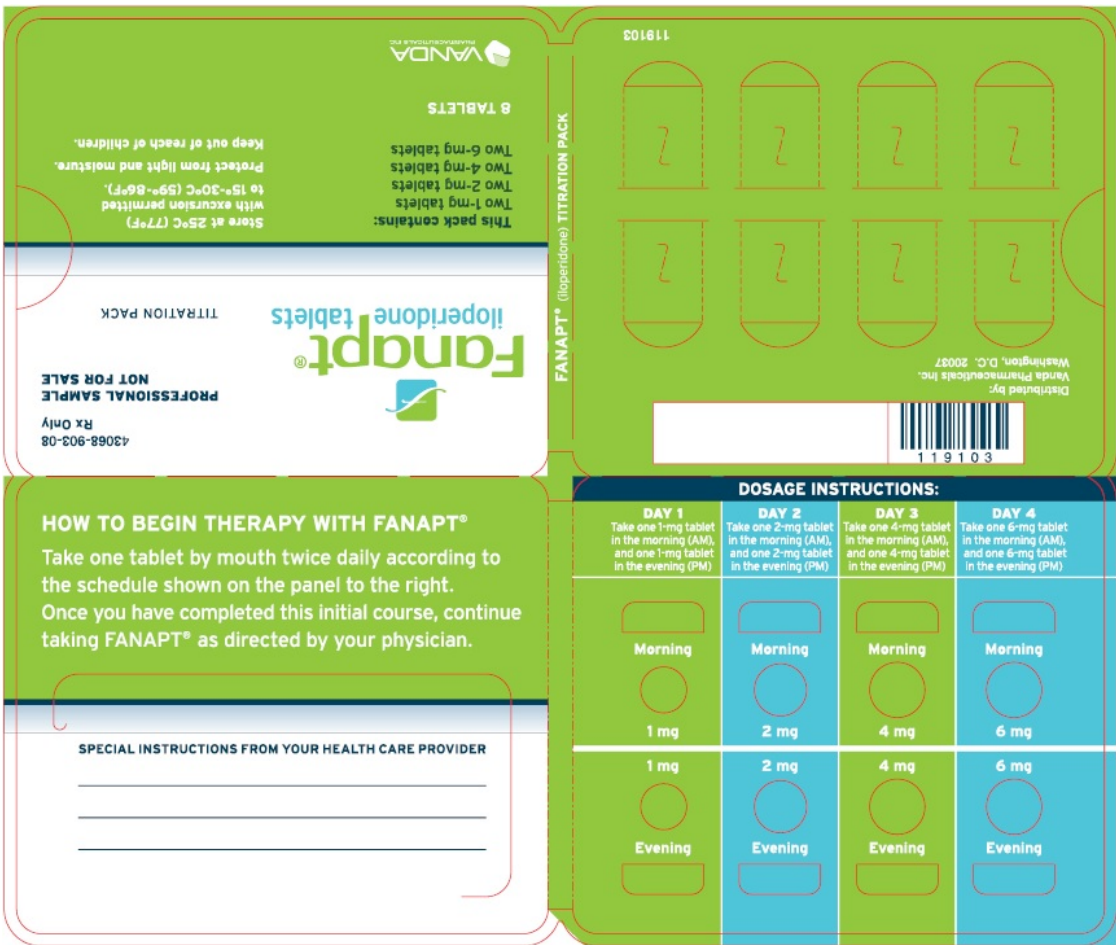 43068-903-08
Rx Only
PROFESSIONAL SAMPLE
NOT FOR SALE
Fanapt®
iloperidone tablets
TITRATION PACK
This pack contains:
Two 1-mg tablets
Two 2-mg tablets
Two 4-mg tablets
Two 6-mg tablets
8 TABLETS
Store at 25ºC (77ºF)
with excursion permitted
to 15º-30ºC (59º-86ºF).
Protect from light and moisture.
Keep out of reach of children.
VANDA
PHARMACEUTICALS INC.
FANAPT® (iloperidone) TITRATION PACK
119103
Distributed by:
Vanda Pharmaceuticals Inc.
Washington, D.C. 20037
119103
HOW TO BEGIN THERAPY WITH FANAPT®
Take one tablet by mouth twice daily according to
the schedule shown on the panel to the right.
Once you have completed this initial course, continue
taking FANAPT® as directed by your physician.
SPECIAL INSTRUCTIONS FROM YOUR HEALTH CARE PROVIDER
DOSAGE INSTRUCTIONS:
DAY 1
Take one 1-mg tablet
in the morning (AM),
and one 1-mg tablet
in the evening (PM)
DAY 2
Take one 2-mg tablet
in the morning (AM),
and one 2-mg tablet
in the evening (PM)
DAY 3
Take one 4-mg tablet
in the morning (AM),
and one 4-mg tablet
in the evening (PM)
DAY 4
Take one 6-mg tablet
in the morning (AM),
and one 6-mg tablet
in the evening (PM)
Morning Morning Morning Morning
1 mg 2 mg 4 mg 6 mg
1 mg 2 mg 4 mg 6 mg
Evening Evening Evening Evening